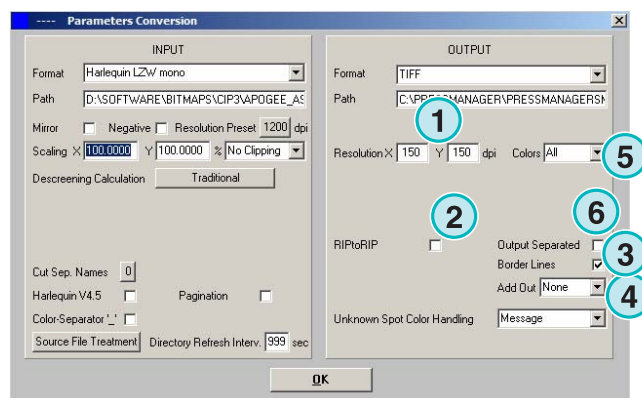 ---- Parameters Conversion
INPUT
Format Harlequin LZW mono
Path D:\SOFTWARE\BITMAPS\CIP3\APOGEE_AS
Mirror Negative Resolution Preset 1200 dpi
Scaling X 100.0000 Y 100.0000 % No Clipping
Descreening Calculation Traditional
Cut Sep. Names 0
Harlequin V4.5 Pagination
Color-Separator '_'
Source File Treatment Directory Refresh Interv. 999 sec
OUTPUT
Format TIFF
Path C:\PRESSMANAGER\PRESSMANAGERSM
1
Resolution X 150 Y 150 dpi Colors All
5
2
6
RIPtoRIP Output Separated
3
Border Lines
Add Out None
4
Unknown Spot Color Handling Message
OK